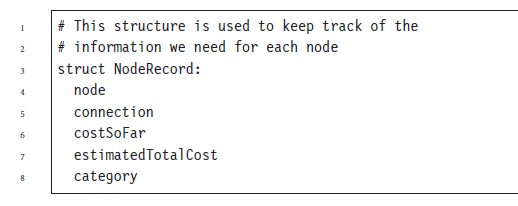 1 # This structure is used to keep track of the
2 # information we need for each node
3 struct NodeRecord:
4   node
5   connection
6   costSoFar
7   estimatedTotalCost
8   category